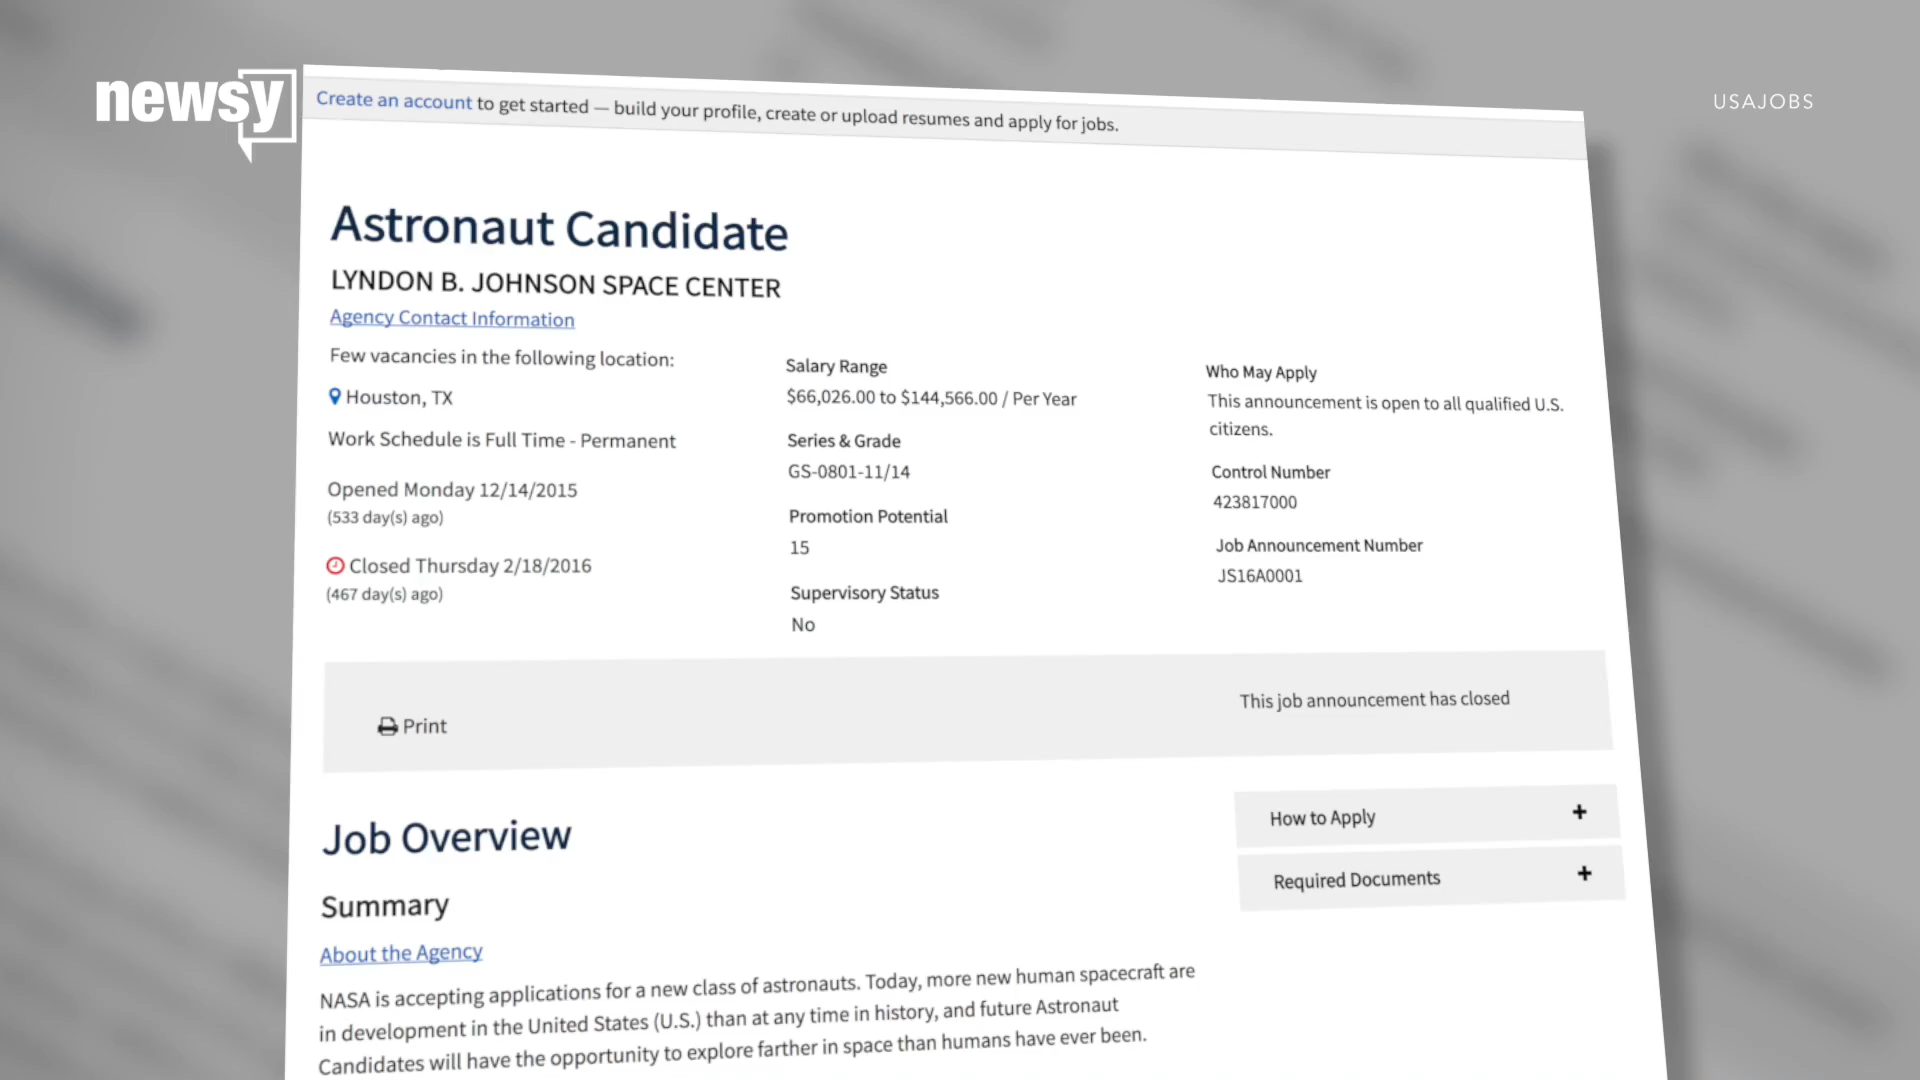 newsy
USAJOBS
Create an account to get started — build your profile, create or upload resumes and apply for jobs.
Astronaut Candidate
LYNDON B. JOHNSON SPACE CENTER
Agency Contact Information
Few vacancies in the following location:
Houston, TX
Work Schedule is Full Time - Permanent
Opened Monday 12/14/2015
(533 day(s) ago)
Closed Thursday 2/18/2016
(467 day(s) ago)
Salary Range
$66,026.00 to $144,566.00 / Per Year
Series & Grade
GS-0801-11/14
Promotion Potential
15
Supervisory Status
No
Who May Apply
This announcement is open to all qualified U.S.
citizens.
Control Number
423817000
Job Announcement Number
JS16A0001
Print
This job announcement has closed
How to Apply
Required Documents
Job Overview
Summary
About the Agency
NASA is accepting applications for a new class of astronauts. Today, more new human spacecraft are
in development in the United States (U.S.) than at any time in history, and future Astronaut
Candidates will have the opportunity to explore farther in space than humans have ever been.